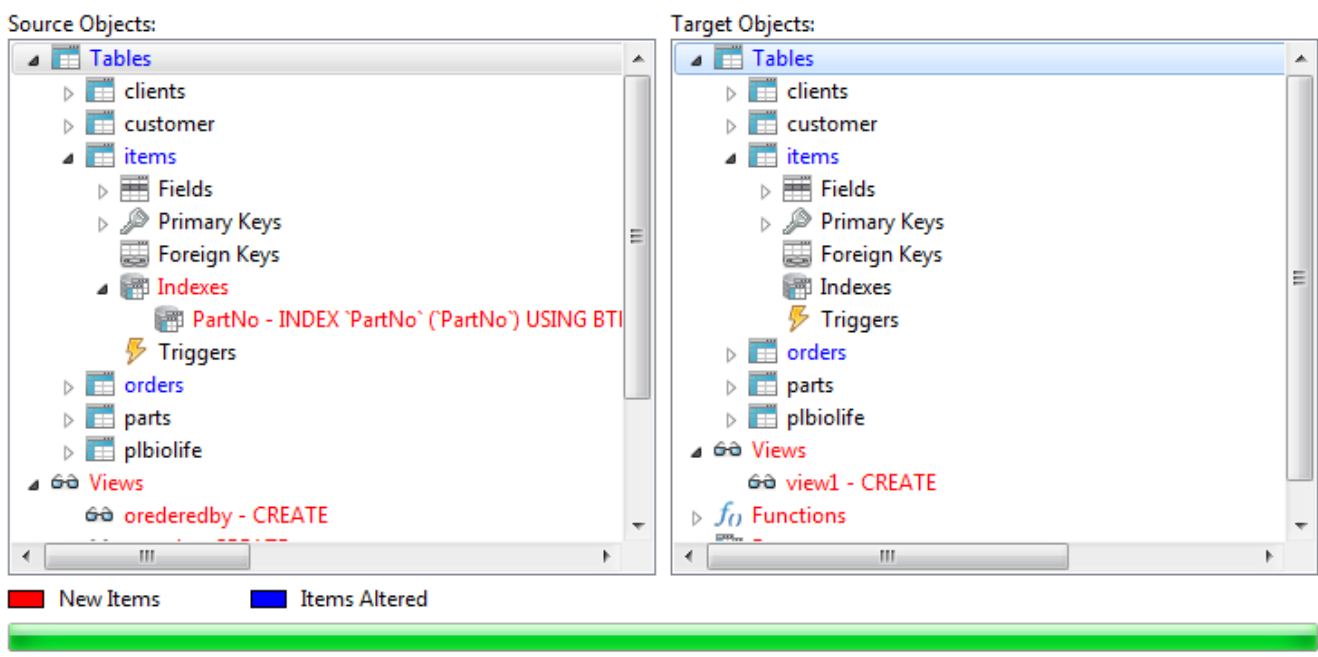 Source Objects:
Tables
clients
customer
items
Fields
Primary Keys
Foreign Keys
Indexes
PartNo - INDEX `PartNo` (`PartNo`) USING
Triggers
orders
parts
plbiolife
Views
orederedby - CREATE
Target Objects:
Tables
clients
customer
items
Fields
Primary Keys
Foreign Keys
Indexes
Triggers
orders
parts
plbiolife
Views
view1 - CREATE
Functions
New Items
Items Altered